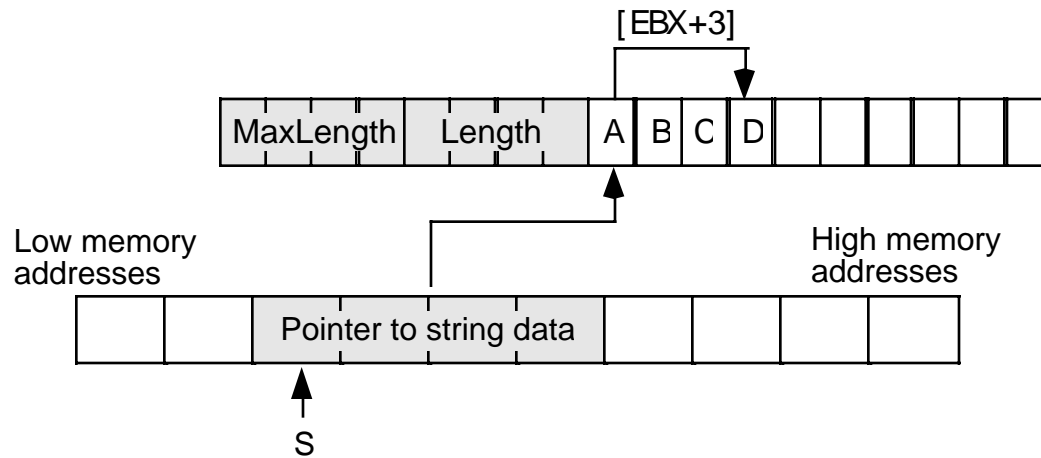 [EBX+3]
MaxLength Length A B C D
Low memory
addresses
High memory
addresses
Pointer to string data
S